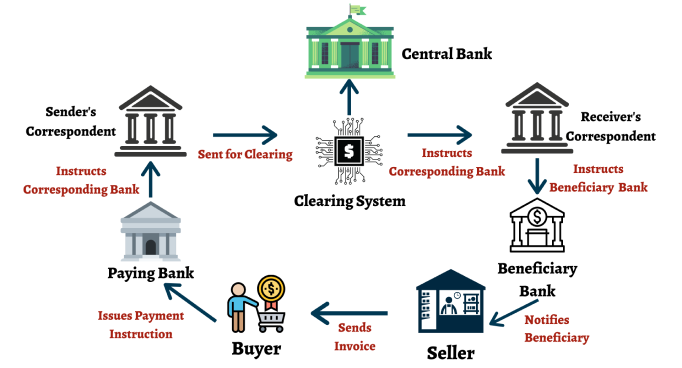 Central Bank
Sender's
Correspondent
Receiver's
Correspondent
Sent for Clearing
Instructs
Corresponding Bank
Instructs
Corresponding Bank
Instructs
Beneficiary Bank
Clearing System
Paying Bank
Beneficiary
Bank
Issues Payment
Instruction
Sends
Invoice
Notifies
Beneficiary
Buyer
Seller
$
$
$